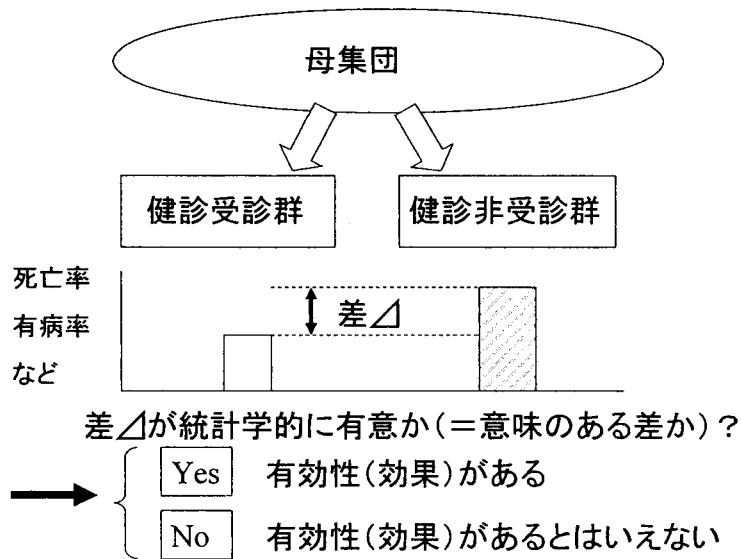 母集団
健診受診群
健診非受診群
死亡率
有病率
など
差⊿
差⊿が統計学的に有意か(=意味のある差か)?
Yes 有効性(効果)がある
No 有効性(効果)があるとはいえない